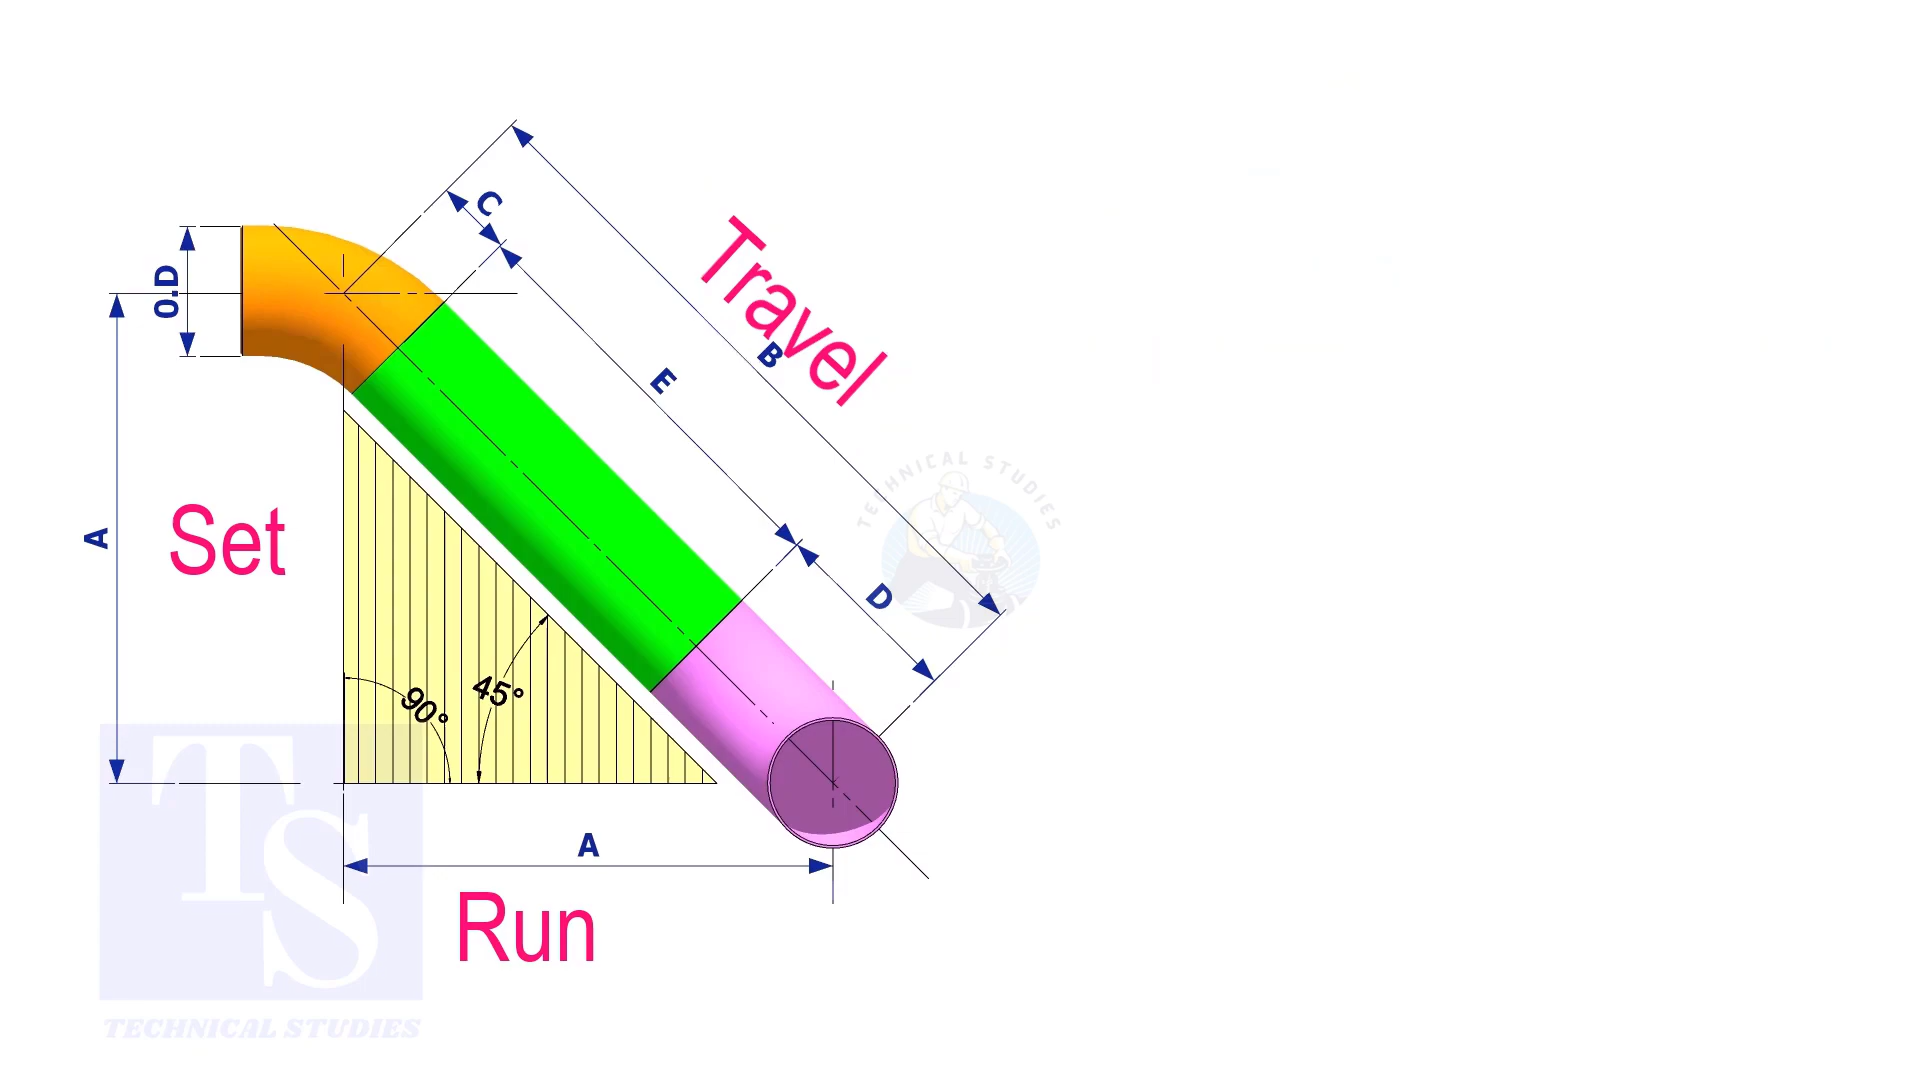 C
Travel
O.D
B
E
A
Set
TECHNICAL STUDIES
D
45°
90°
TS
A
Run
TECHNICAL STUDIES